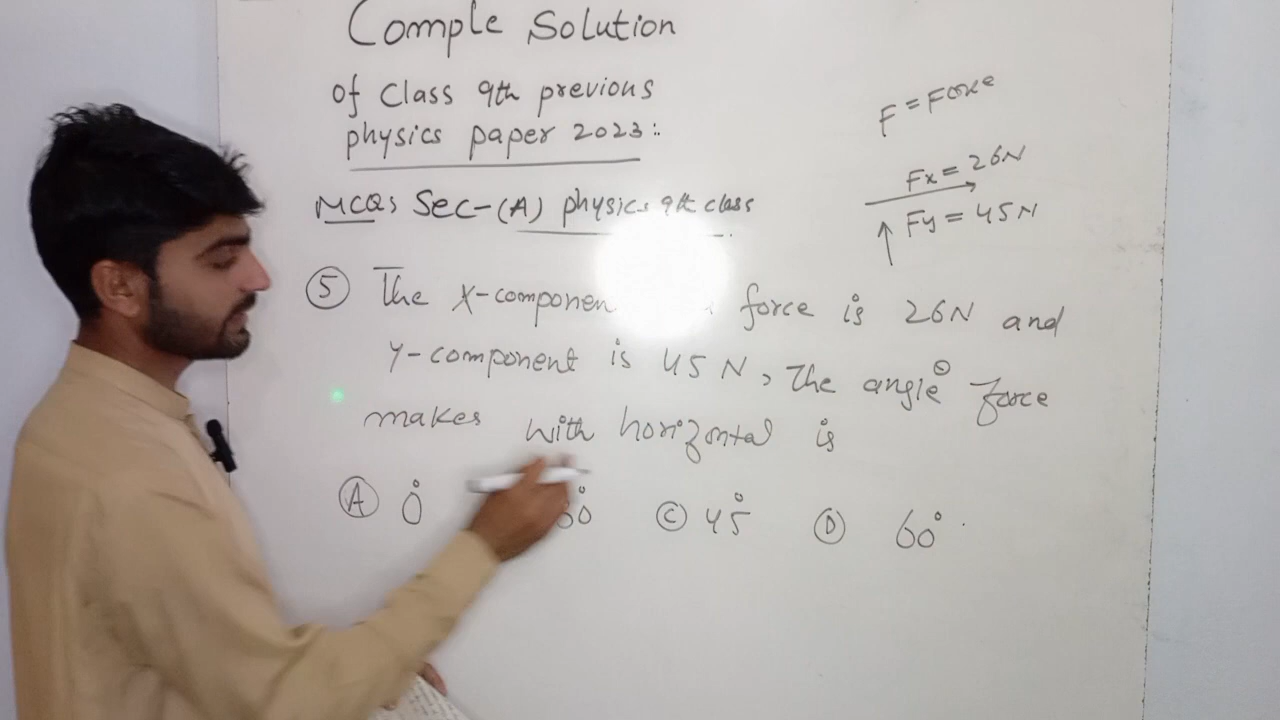 Comple Solution
of Class 9th previous
physics paper 2023:.
MCQs Sec-(A) physics 9th class
F = Force
Fx = 26N
Fy = 45N
5 The X-componen force is 26N and
Y-component is 45 N, The angle θ force
makes with horizontal is
A 0° 30° C 45° D 60°